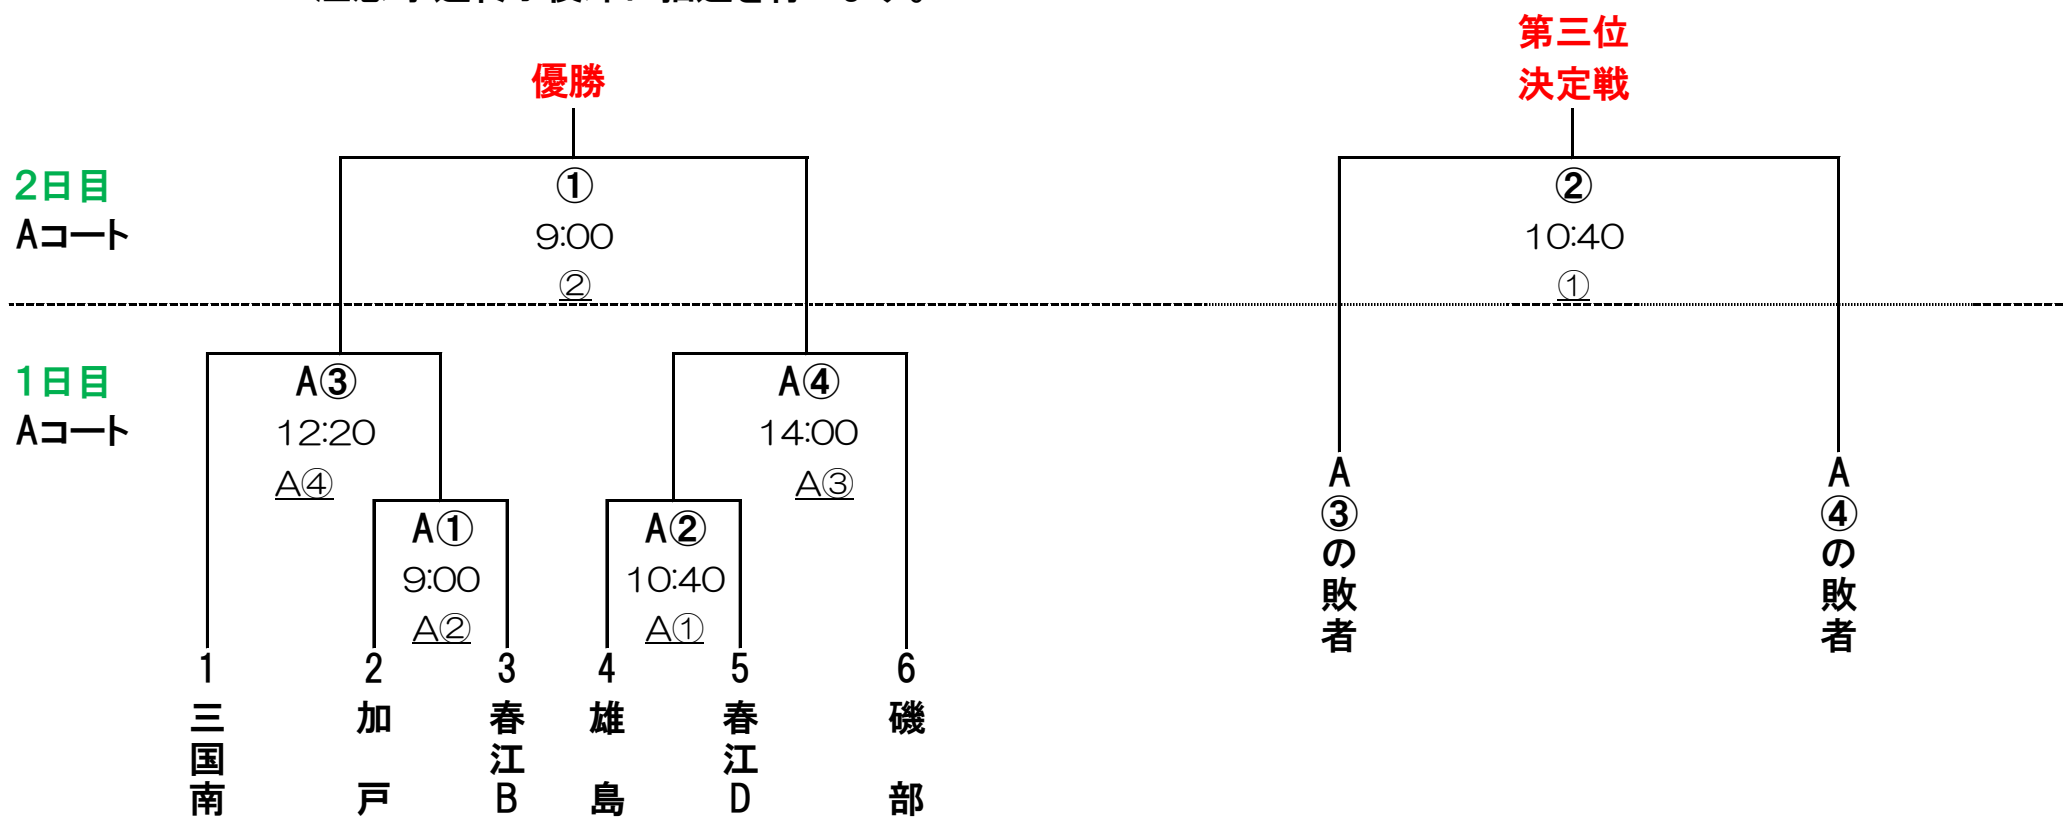 第三位
決定戦
優勝
2日目
Aコート
①
9:00
②
②
10:40
①
1日目
Aコート
A③
12:20
A④
A④
14:00
A③
A①
9:00
A②
A②
10:40
A①
A③の敗者
A④の敗者
1
2
3
4
5
6
三国南
加戸
春江B
雄島
春江D
磯部